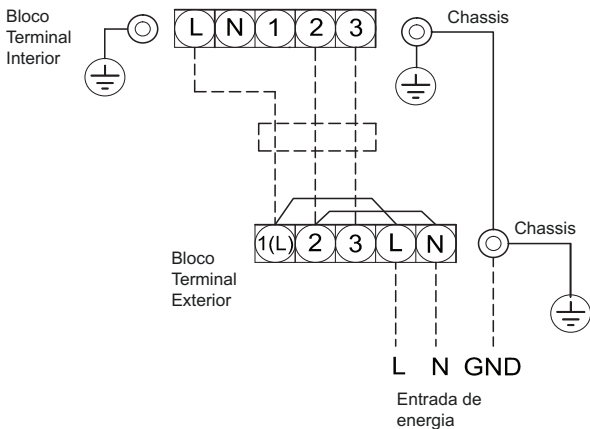 Bloco
Terminal
Interior
L N 1 2 3
Chassis
1(L) 2 3 L N
Chassis
Bloco
Terminal
Exterior
L N GND
Entrada de
energia